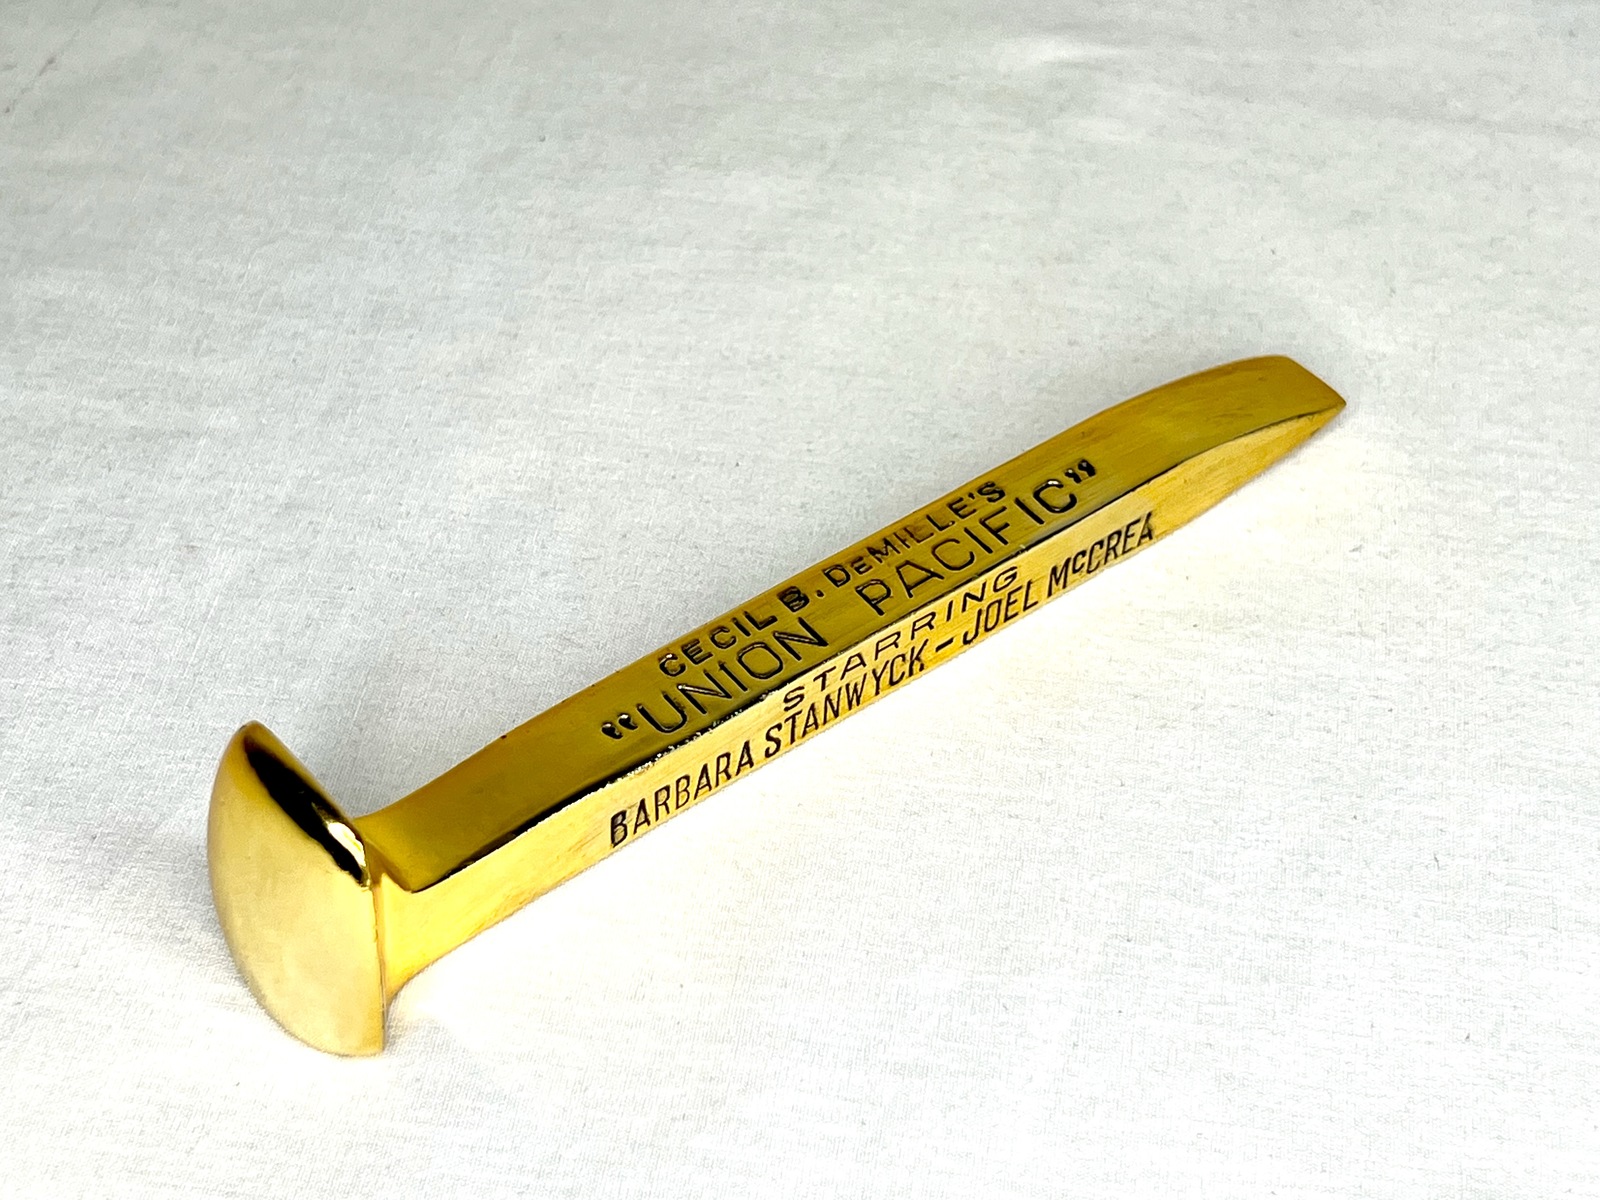 CECIL B. DeMILLE'S
“UNION PACIFIC”
STARRING
BARBARA STANWYCK - JOEL McCREA